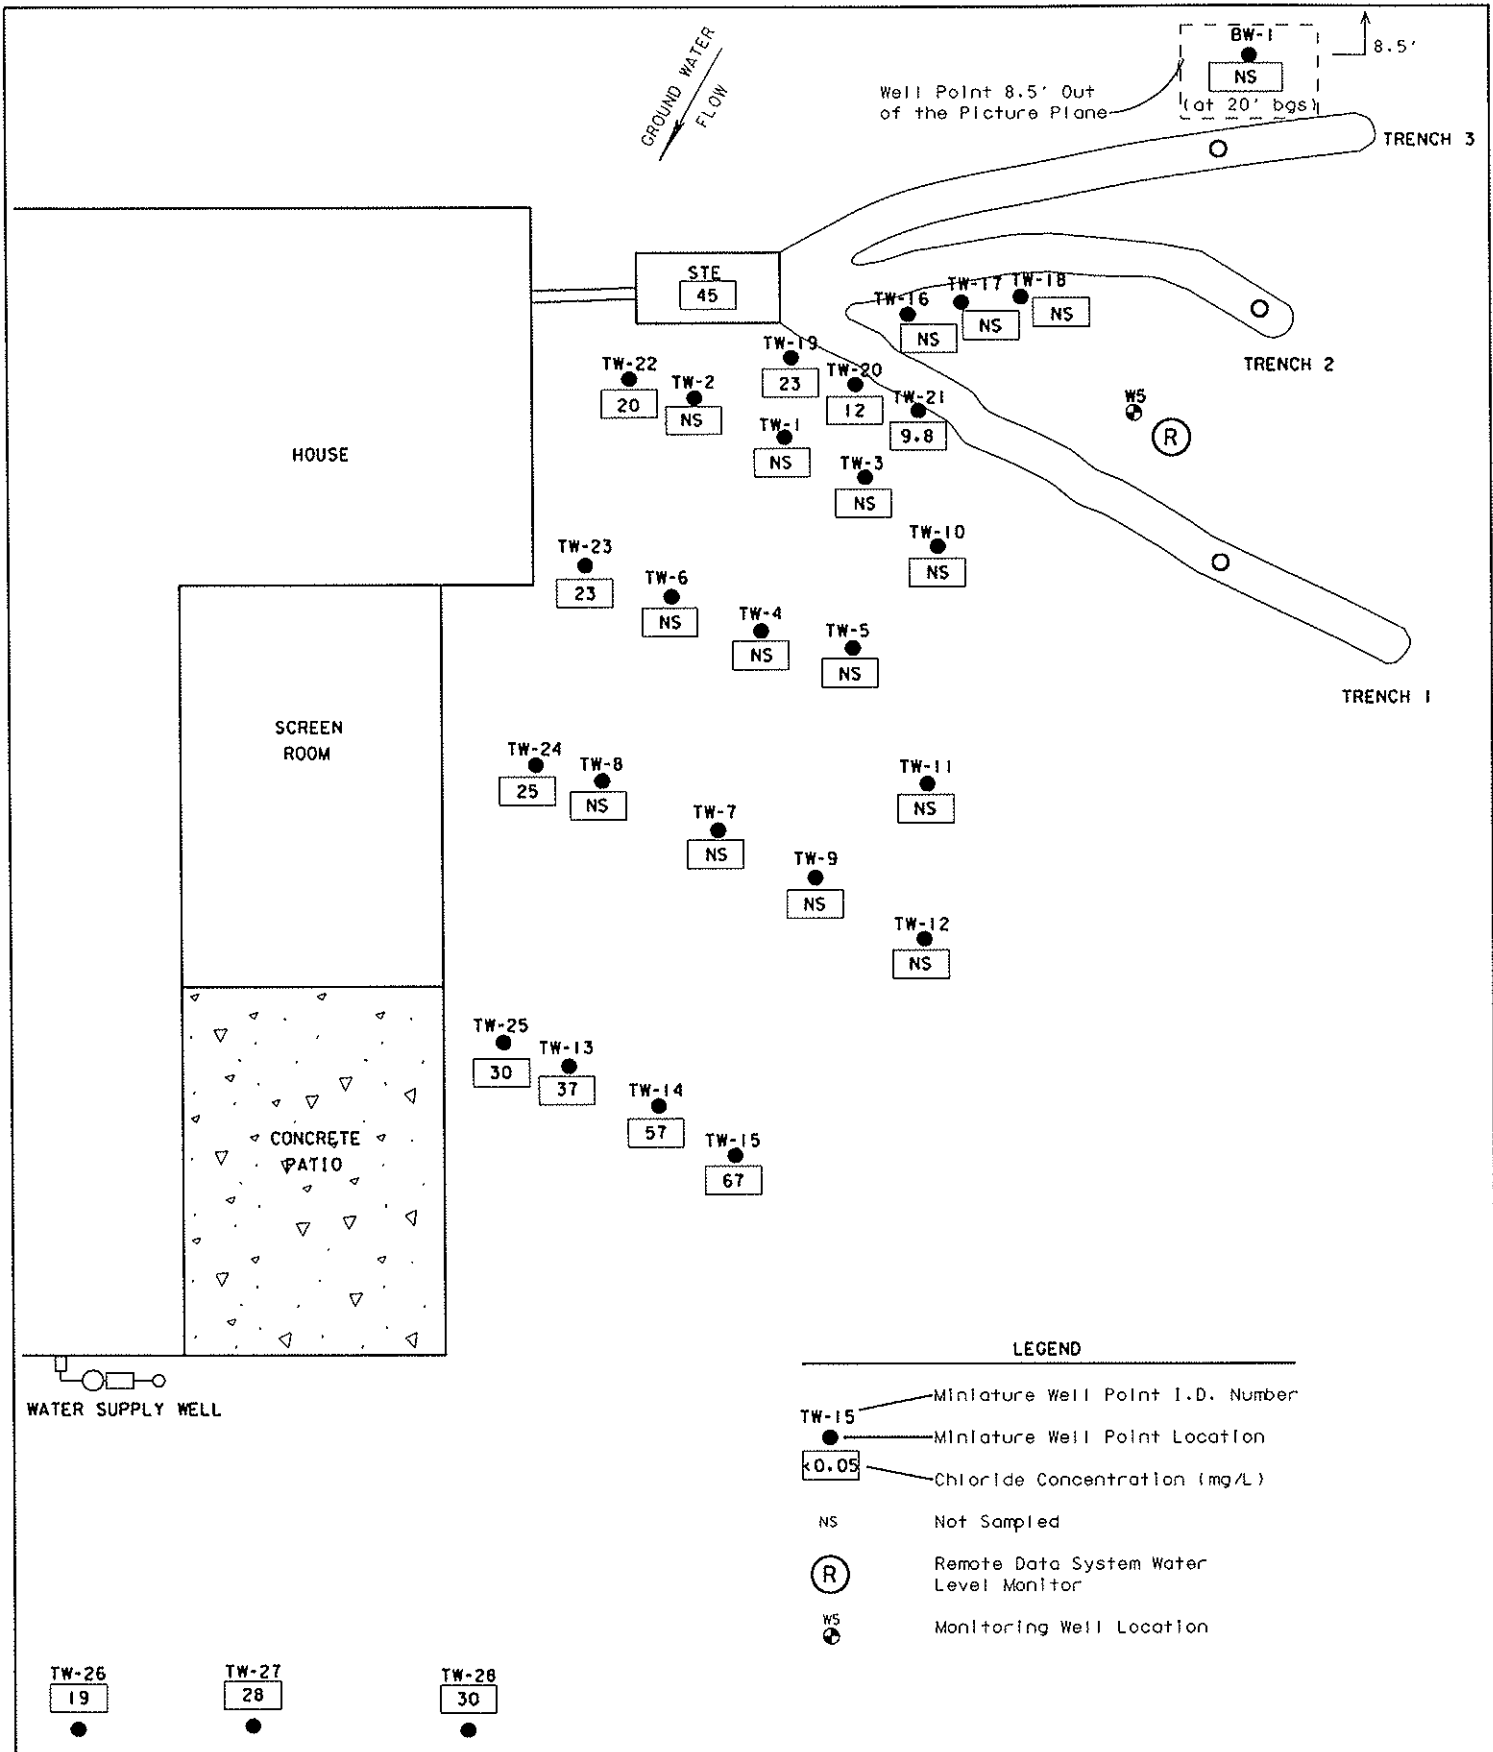 GROUND WATER
FLOW
BW-1
NS
(at 20' bgs)
8.5'
Well Point 8.5' Out
of the Picture Plane
TRENCH 3
STE
45
TW-16
NS
TW-17
NS
TW-18
NS
TRENCH 2
TW-19
23
TW-22
20
TW-2
NS
TW-20
12
TW-21
9.8
W5
R
TW-1
NS
HOUSE
TW-3
NS
TW-10
NS
TW-23
23
TW-6
NS
TW-4
NS
TW-5
NS
TRENCH 1
SCREEN
ROOM
TW-24
25
TW-8
NS
TW-11
NS
TW-7
NS
TW-9
NS
TW-12
NS
TW-25
30
TW-13
37
TW-14
57
CONCRETE
PATIO
TW-15
67
WATER SUPPLY WELL
LEGEND
Miniature Well Point I.D. Number
TW-15
Miniature Well Point Location
<0.05
Chloride Concentration (mg/L)
NS
Not Sampled
R
Remote Data System Water
Level Monitor
W5
Monitoring Well Location
TW-26
19
TW-27
28
TW-28
30